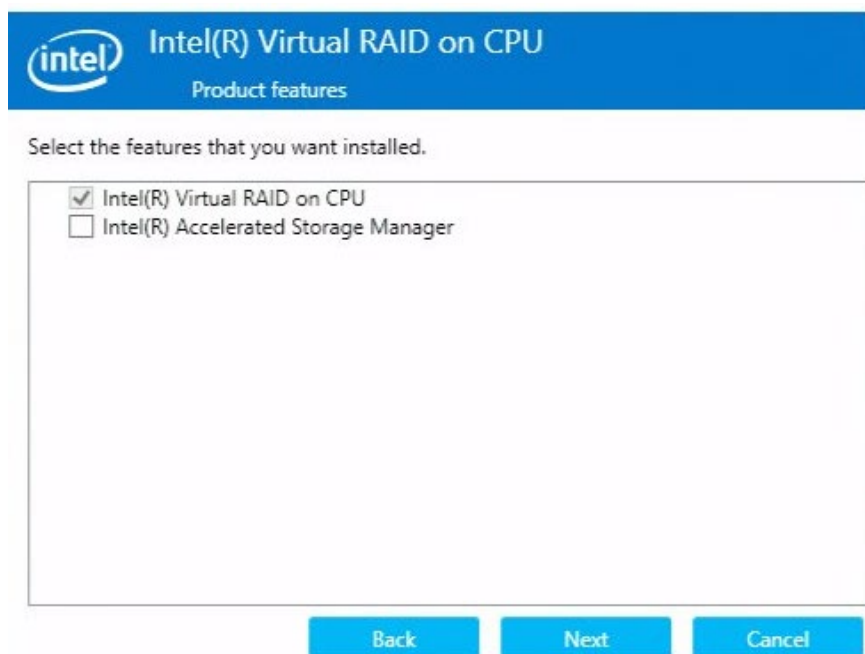 intel
Intel(R) Virtual RAID on CPU
Product features
Select the features that you want installed.
Intel(R) Virtual RAID on CPU
Intel(R) Accelerated Storage Manager
Back Next Cancel